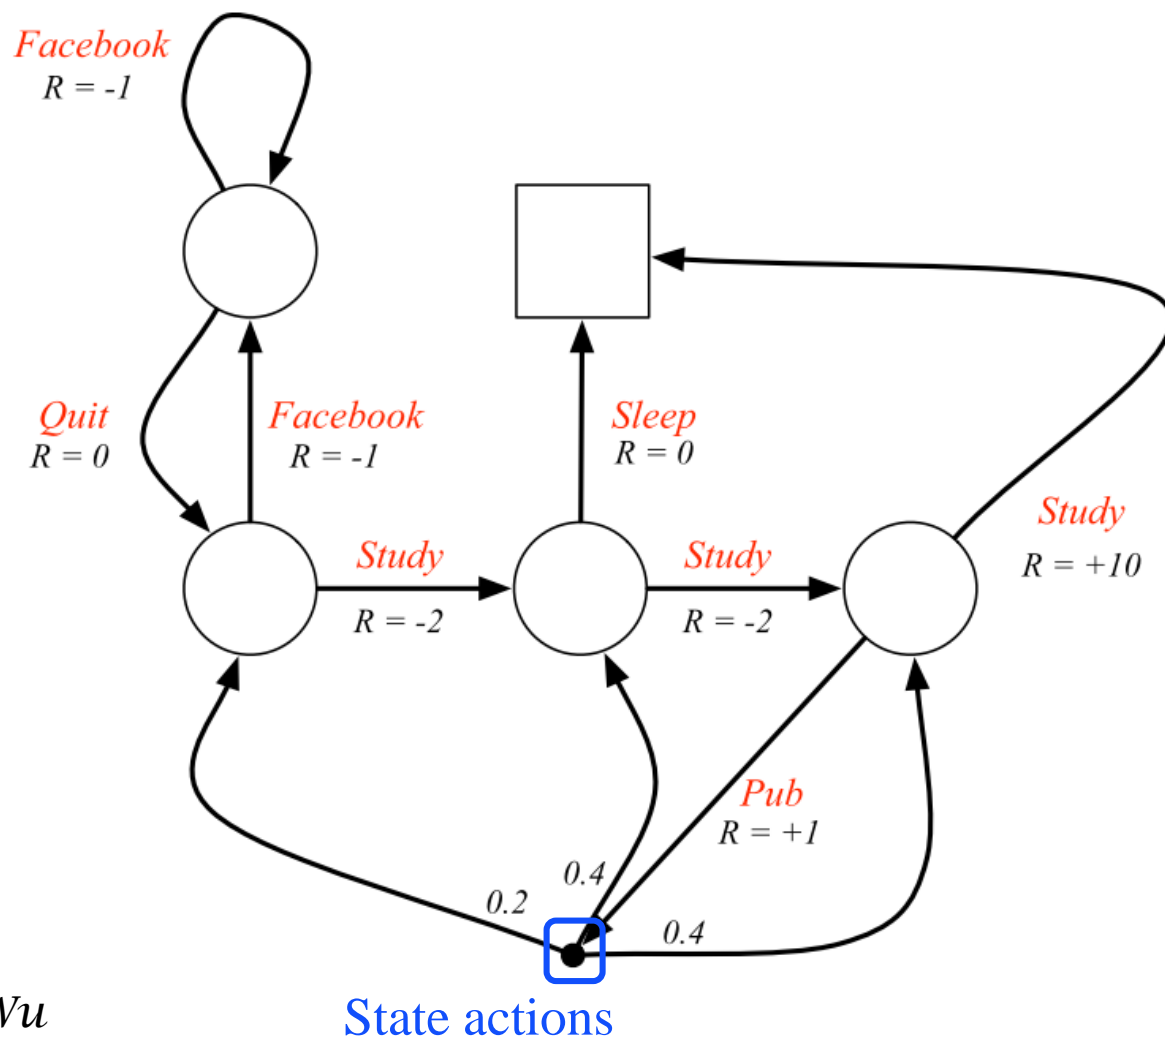 Facebook
R = -1
Quit
R = 0
Facebook
R = -1
Sleep
R = 0
Study
R = -2
Study
R = -2
Study
R = +10
Pub
R = +1
0.4
0.2
0.4
State actions